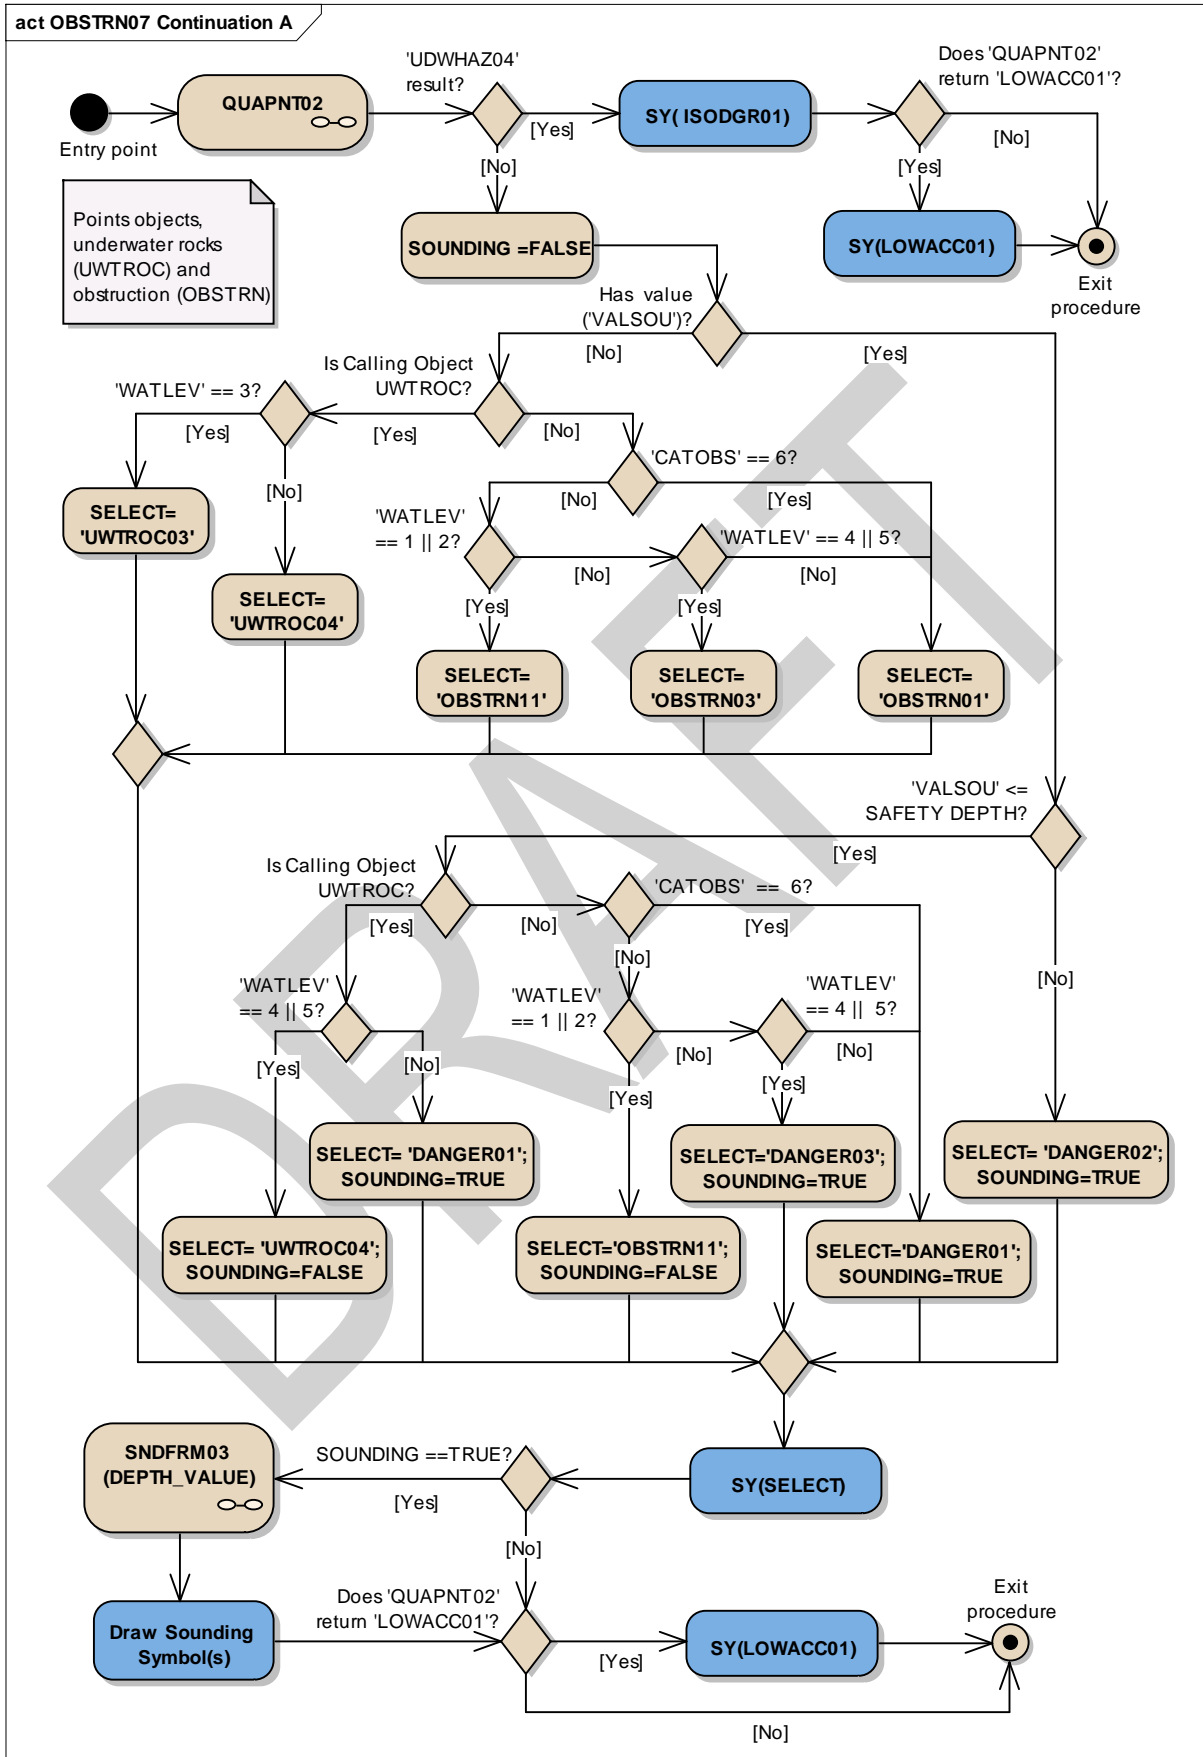 act OBSTRN07 Continuation A
'UDWHAZ04'
result?
Does 'QUAPNT02'
return 'LOWACC01'?
QUAPNT02
SY( ISODGR01)
Entry point
[Yes]
[No]
[No]
[Yes]
Points objects,
underwater rocks
(UWTROC) and
obstruction (OBSTRN)
SOUNDING =FALSE
SY(LOWACC01)
Exit
procedure
Has value
('VALSOU')?
[No]
[Yes]
Is Calling Object
UWTROC?
'WATLEV' == 3?
[Yes]
[Yes]
[No]
'CATOBS' == 6?
[No]
[No]
[Yes]
SELECT=
'UWTROC03'
'WATLEV'
== 1 || 2?
'WATLEV' == 4 || 5?
[No]
[No]
SELECT=
'UWTROC04'
[Yes]
[Yes]
SELECT=
'OBSTRN11'
SELECT=
'OBSTRN03'
SELECT=
'OBSTRN01'
'VALSOU' <=
SAFETY DEPTH?
[Yes]
Is Calling Object
UWTROC?
'CATOBS' == 6?
[Yes]
[No]
[Yes]
[No]
[No]
'WATLEV'
== 4 || 5?
'WATLEV'
== 1 || 2?
'WATLEV'
== 4 || 5?
[Yes]
[No]
[No]
[No]
[Yes]
[Yes]
SELECT= 'DANGER01';
SOUNDING=TRUE
SELECT='DANGER03';
SOUNDING=TRUE
SELECT= 'DANGER02';
SOUNDING=TRUE
SELECT= 'UWTROC04';
SOUNDING=FALSE
SELECT='OBSTRN11';
SOUNDING=FALSE
SELECT='DANGER01';
SOUNDING=TRUE
SNDFRM03
(DEPTH_VALUE)
SOUNDING ==TRUE?
SY(SELECT)
[Yes]
[No]
Does 'QUAPNT02'
return 'LOWACC01'?
Exit
procedure
Draw Sounding
Symbol(s)
SY(LOWACC01)
[Yes]
[No]
DRAFT